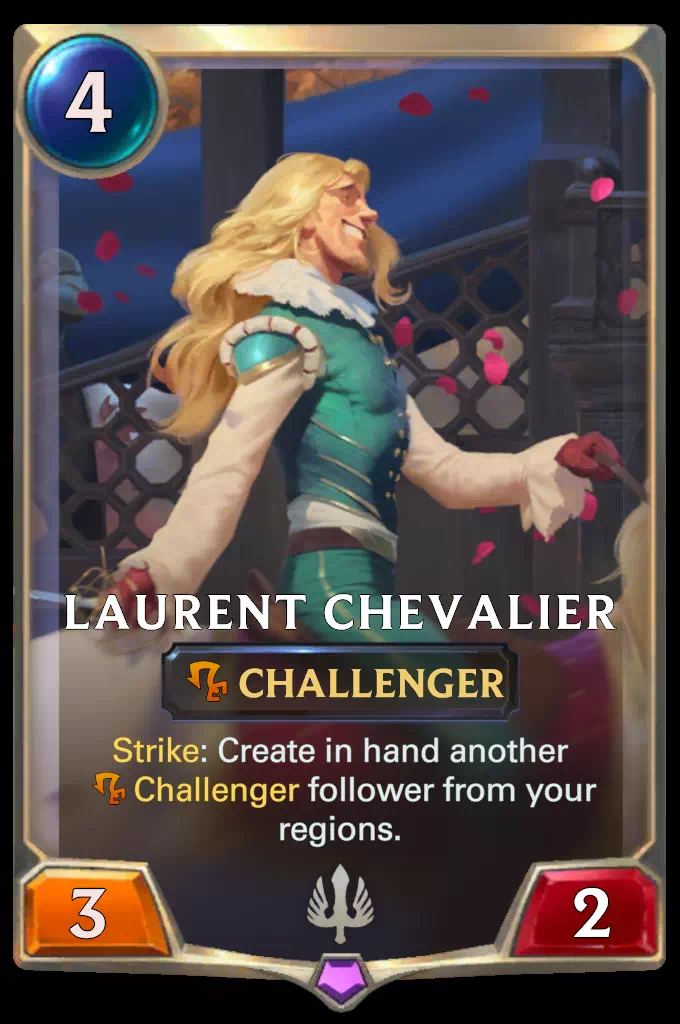 4
LAURENT CHEVALIER
CHALLENGER
Strike: Create in hand another
Challenger follower from your
regions.
3
2